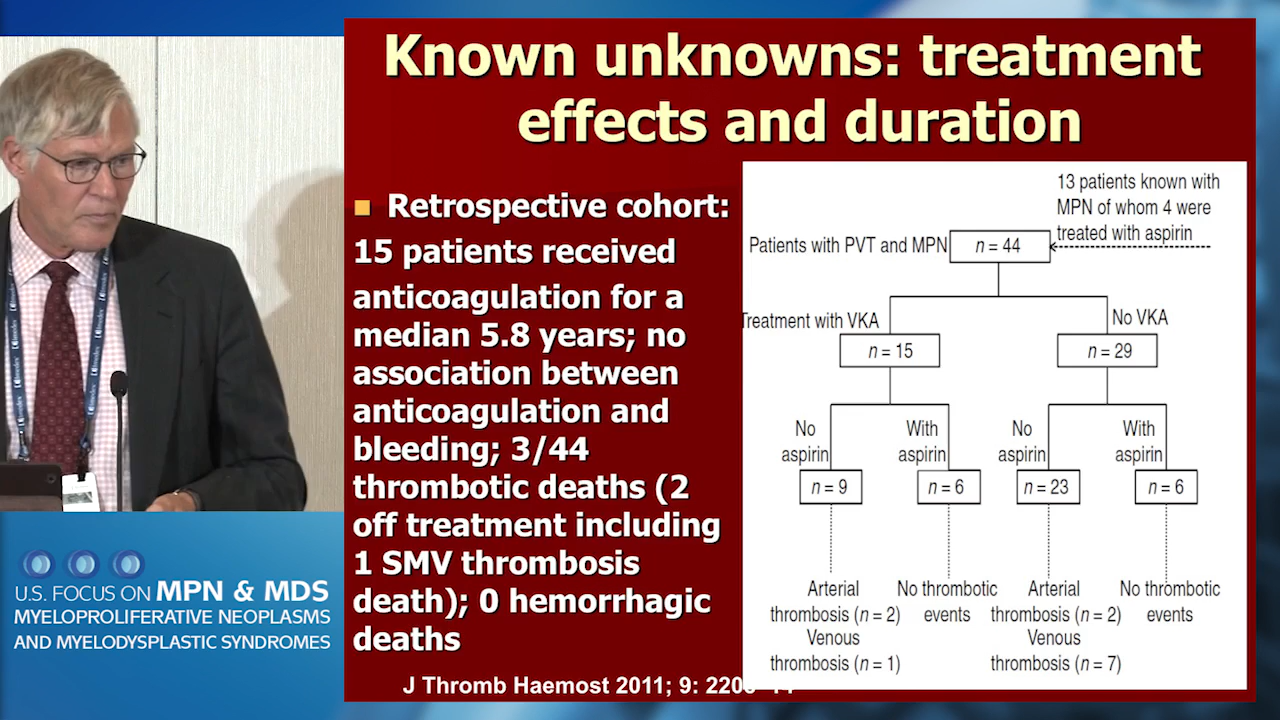 Known unknowns: treatment
effects and duration
■ Retrospective cohort:
15 patients received
anticoagulation for a
median 5.8 years; no
association between
anticoagulation and
bleeding; 3/44
thrombotic deaths (2
off treatment including
1 SMV thrombosis
death); 0 hemorrhagic
deaths
13 patients known with
MPN of whom 4 were
treated with aspirin
Patients with PVT and MPN
n = 44
Treatment with VKA
No VKA
n = 15
n = 29
No
aspirin
With
aspirin
No
aspirin
With
aspirin
n = 9
n = 6
n = 23
n = 6
Arterial
thrombosis (n = 2)
Venous
thrombosis (n = 1)
No thrombotic
events
Arterial
thrombosis (n = 2)
Venous
thrombosis (n = 7)
No thrombotic
events
J Thromb Haemost 2011; 9:
U.S. FOCUS ON MPN & MDS
MYELOPROLIFERATIVE NEOPLASMS
AND MYELODYSPLASTIC SYNDROMES